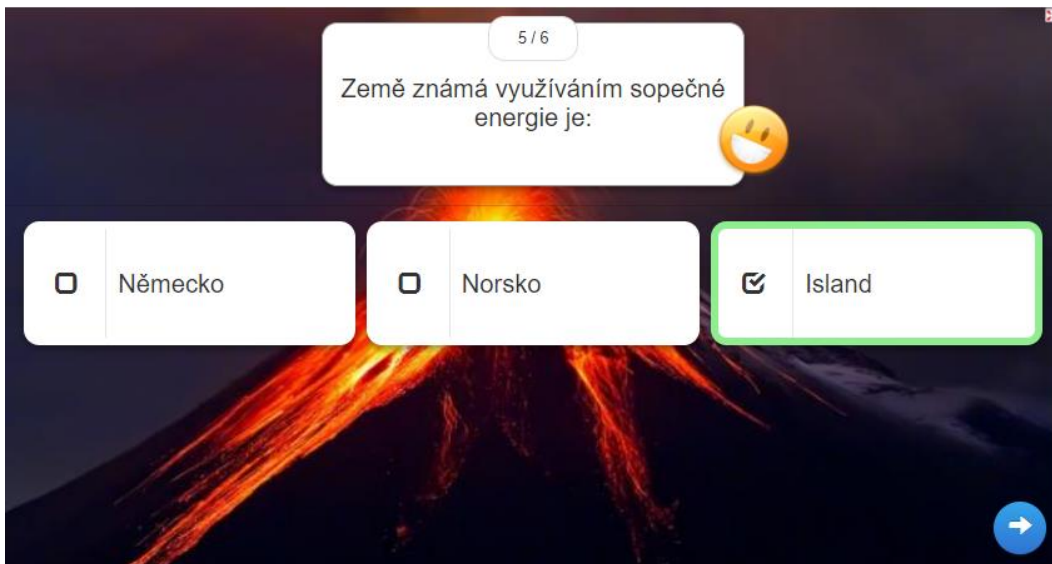 5 / 6
Země známá využíváním sopečné
energie je:
Německo
Norsko
Island